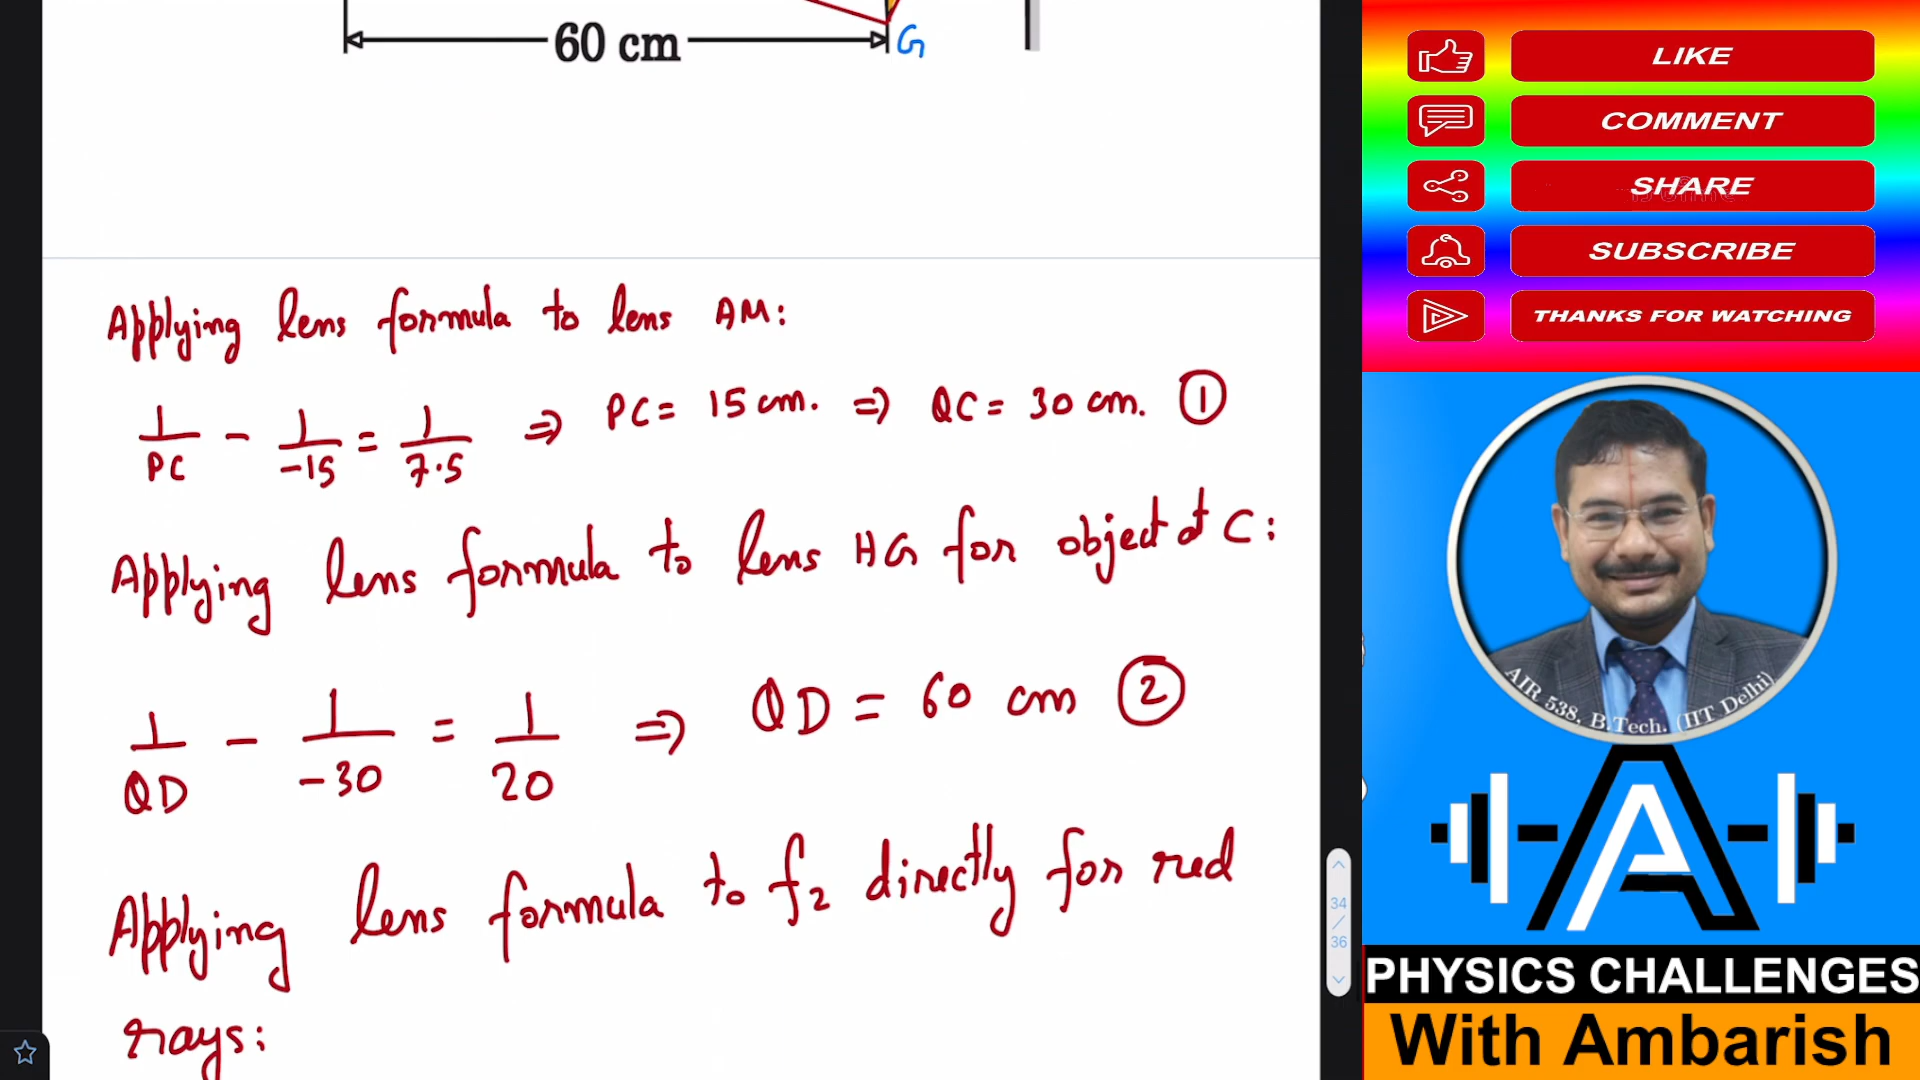 60 cm
G
Applying lens formula to lens AM:
1/PC - 1/-15 = 1/7.5 ⇒ PC = 15 cm. ⇒ QC = 30 cm. ①
Applying lens formula to lens HG for object at C:
1/QD - 1/-30 = 1/20 ⇒ QD = 60 cm ②
Applying lens formula to f₂ directly for red
rays:
34
/
36
LIKE
COMMENT
SHARE
SUBSCRIBE
THANKS FOR WATCHING
AIR 538, B.Tech. (IIT Delhi)
A
PHYSICS CHALLENGES
With Ambarish